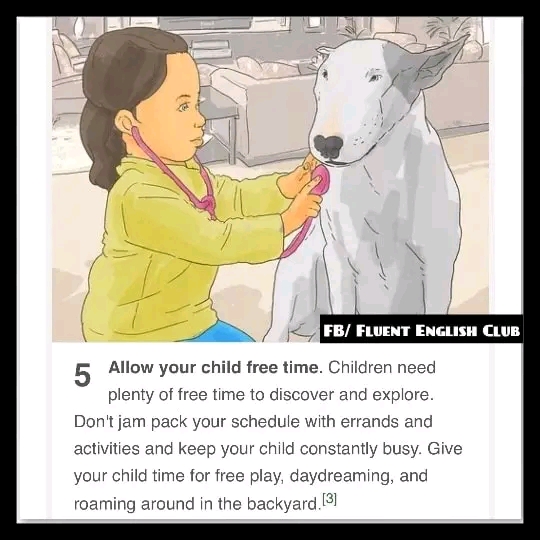 FB/ FLUENT ENGLISH CLUB
5 Allow your child free time. Children need
plenty of free time to discover and explore.
Don't jam pack your schedule with errands and
activities and keep your child constantly busy. Give
your child time for free play, daydreaming, and
roaming around in the backyard.[3]